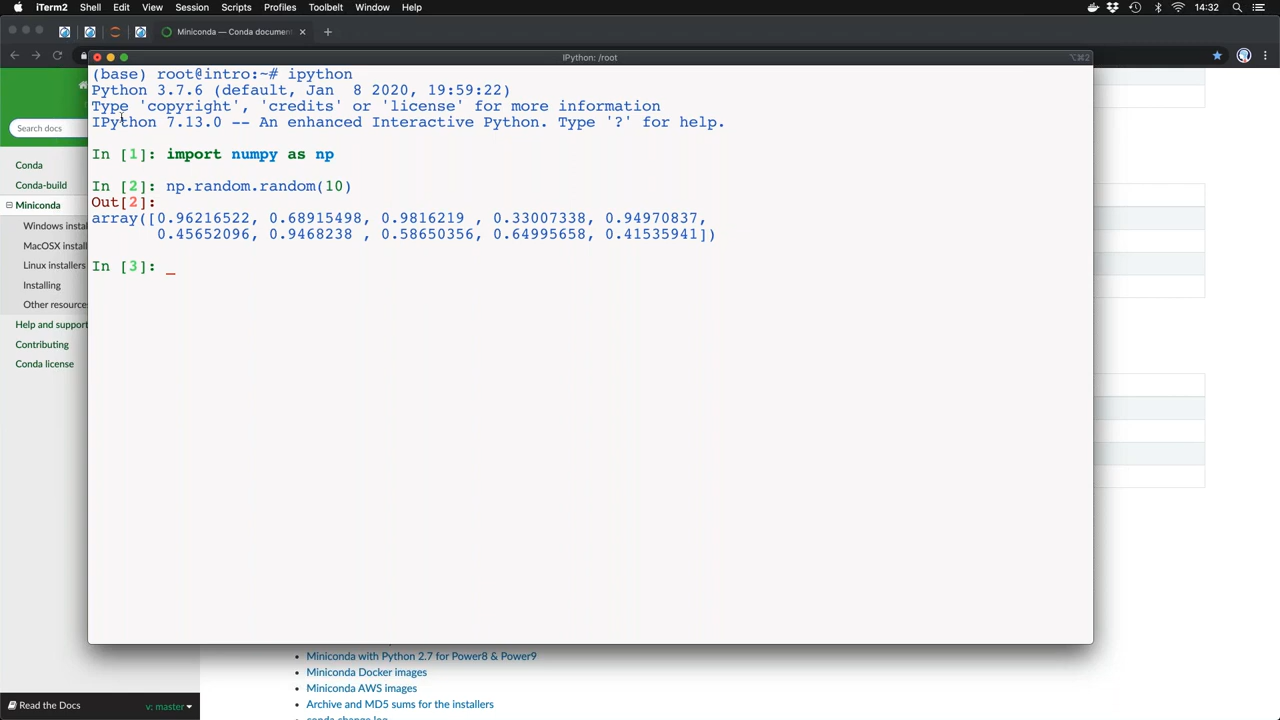 iTerm2 Shell Edit View Session Scripts Profiles Toolbelt Window Help 14:32
Miniconda — Conda document
IPython: /root
⌥⌘2
(base) root@intro:~# ipython
Python 3.7.6 (default, Jan  8 2020, 19:59:22)
Type 'copyright', 'credits' or 'license' for more information
IPython 7.13.0 -- An enhanced Interactive Python. Type '?' for help.
In [1]: import numpy as np
In [2]: np.random.random(10)
Out[2]:
array([0.96216522, 0.68915498, 0.9816219 , 0.33007338, 0.94970837,
       0.45652096, 0.9468238 , 0.58650356, 0.64995658, 0.41535941])
In [3]: _
Search docs
Conda
Conda-build
Miniconda
Windows instal
MacOSX install
Linux installers
Installing
Other resource
Help and support
Contributing
Conda license
Miniconda with Python 2.7 for Power8 & Power9
Miniconda Docker images
Miniconda AWS images
Archive and MD5 sums for the installers
conda change log
Read the Docs
v: master